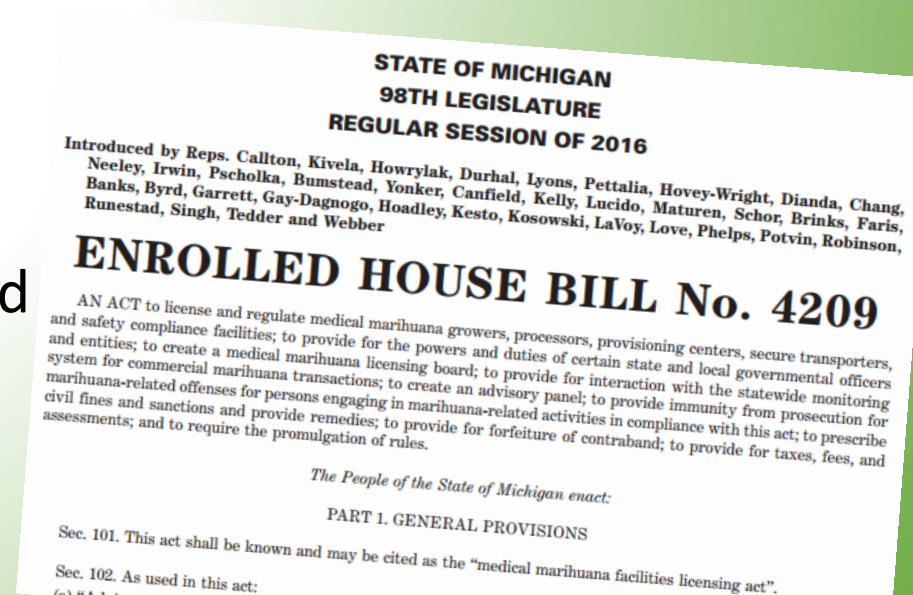 STATE OF MICHIGAN
98TH LEGISLATURE
REGULAR SESSION OF 2016
Introduced by Reps. Callton, Kivela, Howrylak, Durhal, Lyons, Pettalia, Hovey-Wright, Dianda, Chang,
Neeley, Irwin, Pscholka, Bumstead, Yonker, Canfield, Kelly, Lucido, Maturen, Schor, Brinks, Faris,
Banks, Byrd, Garrett, Gay-Dagnogo, Hoadley, Kesto, Kosowski, LaVoy, Love, Phelps, Potvin, Robinson,
Runestad, Singh, Tedder and Webber
d
ENROLLED HOUSE BILL No. 4209
AN ACT to license and regulate medical marihuana growers, processors, provisioning centers, secure transporters,
and safety compliance facilities; to provide for the powers and duties of certain state and local governmental officers
and entities; to create a medical marihuana licensing board; to provide for interaction with the statewide monitoring
system for commercial marihuana transactions; to create an advisory panel; to provide immunity from prosecution for
marihuana-related offenses for persons engaging in marihuana-related activities in compliance with this act; to prescribe
civil fines and sanctions and provide remedies; to provide for forfeiture of contraband; to provide for taxes, fees, and
assessments; and to require the promulgation of rules.
The People of the State of Michigan enact:
PART 1. GENERAL PROVISIONS
Sec. 101. This act shall be known and may be cited as the “medical marihuana facilities licensing act”.
Sec. 102. As used in this act: